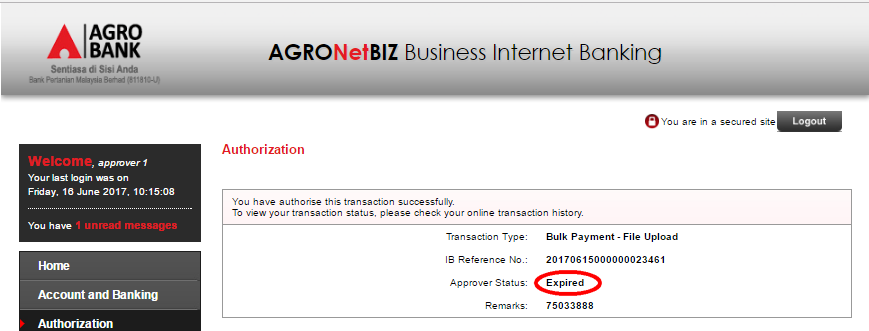 AGRO
BANK
Sentiasa di Sisi Anda
Bank Pertanian Malaysia Berhad (811810-U)
AGRONetBIZ Business Internet Banking
You are in a secured site
Logout
Welcome, approver 1
Your last login was on
Friday, 16 June 2017, 10:15:08
You have 1 unread messages
Home
Account and Banking
Authorization
Authorization
You have authorise this transaction successfully.
To view your transaction status, please check your online transaction history.
Transaction Type: Bulk Payment - File Upload
IB Reference No.: 20170615000000023461
Approver Status: Expired
Remarks: 75033888